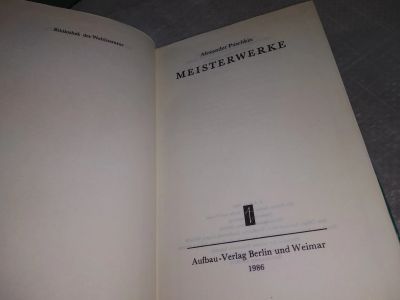 Bibliothek der Weltliteratur
Alexander Puschkin
MEISTERWERKE
Aufbau-Verlag Berlin und Weimar
1986